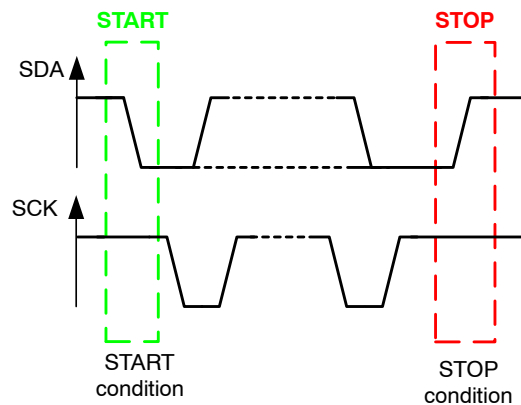 START
STOP
SDA
SCK
START
condition
STOP
condition